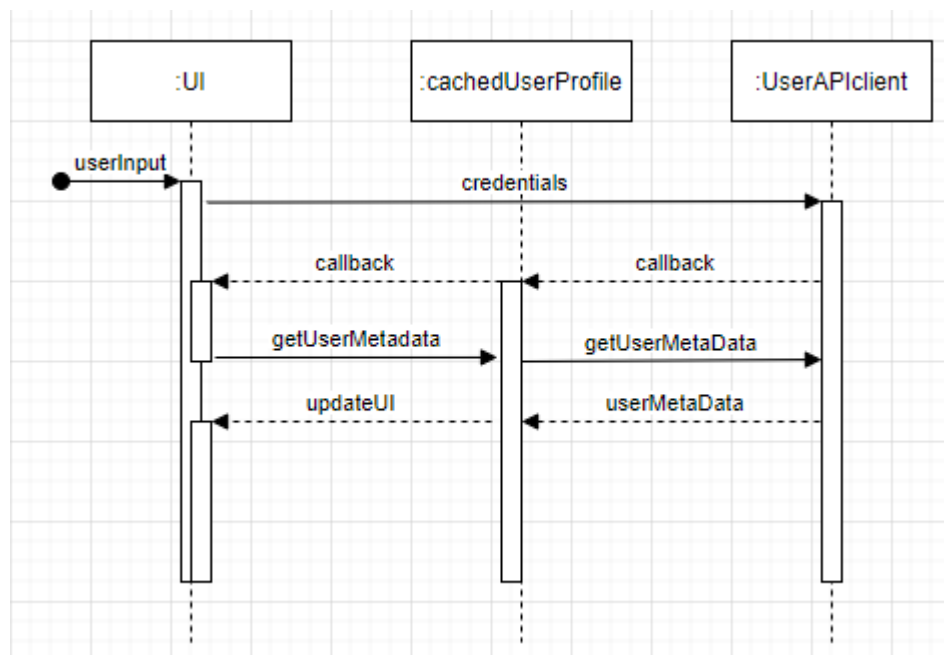 :UI
:cachedUserProfile
:UserAPIclient
userInput
credentials
callback
callback
getUserMetadata
getUserMetaData
updateUI
userMetaData